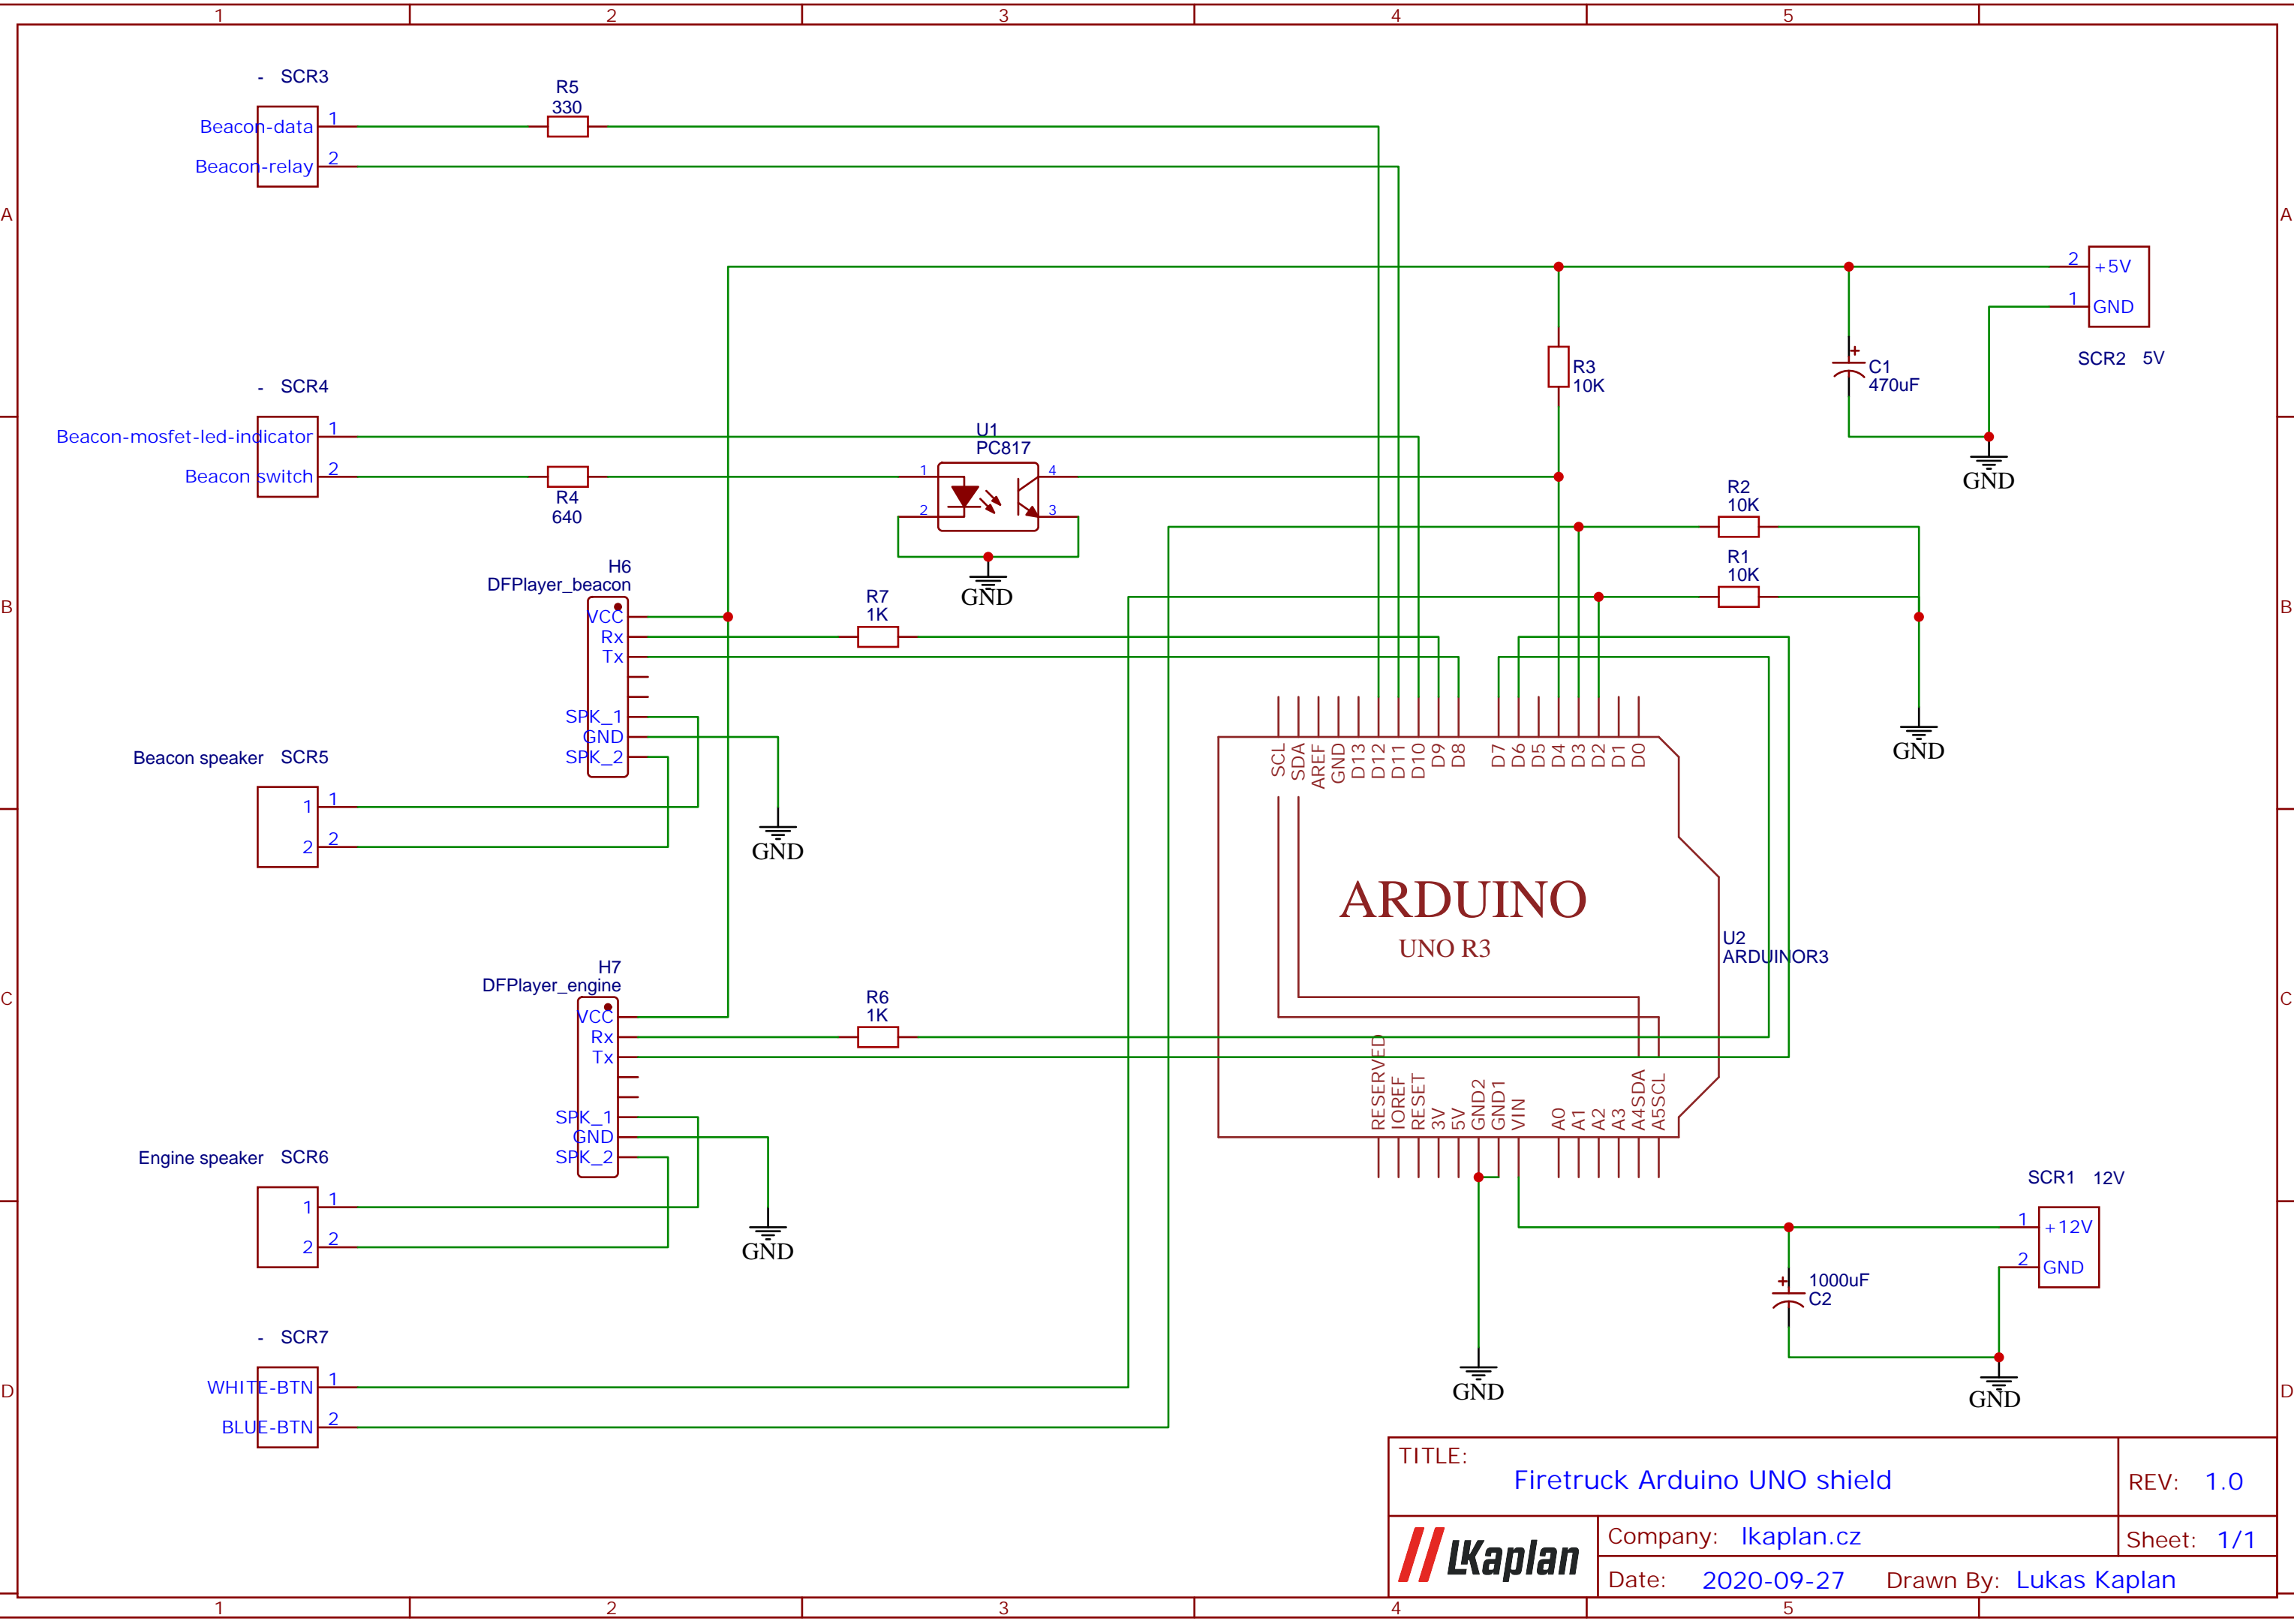 1 2 3 4 5
- SCR3
R5
330
Beacon-data 1
Beacon-relay 2
A A
2 +5V
1 GND
SCR2 5V
R3
10K
+ C1
470uF
- SCR4
Beacon-mosfet-led-indicator 1
Beacon switch 2
R4
640
U1
PC817
1 4
2 3
GND
GND
R2
10K
R1
10K
GND
H6
DFPlayer_beacon
VCC
Rx
Tx
SPK_1
GND
SPK_2
R7
1K
B B
Beacon speaker SCR5
1 1
2 2
GND
SCL SDA AREF GND D13 D12 D11 D10 D9 D8 D7 D6 D5 D4 D3 D2 D1 D0
ARDUINO
UNO R3
U2
ARDUINOR3
RESERVED IOREF RESET 3V 5V GND2 GND1 VIN A0 A1 A2 A3 A4SDA A5SCL
C C
H7
DFPlayer_engine
VCC
Rx
Tx
SPK_1
GND
SPK_2
R6
1K
Engine speaker SCR6
1 1
2 2
GND
SCR1 12V
1 +12V
2 GND
+ 1000uF
C2
GND
GND
- SCR7
WHITE-BTN 1
BLUE-BTN 2
D D
TITLE:
Firetruck Arduino UNO shield
REV: 1.0
LKaplan
Company: lkaplan.cz
Sheet: 1/1
Date: 2020-09-27 Drawn By: Lukas Kaplan
1 2 3 4 5